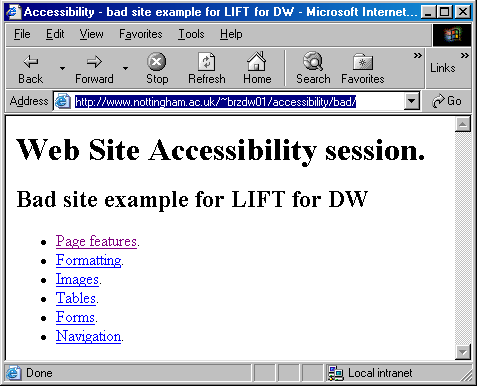 Accessibility - bad site example for LIFT for DW - Microsoft Internet...
File Edit View Favorites Tools Help
Back Forward Stop Refresh Home Search Favorites » Links »
Address http://www.nottingham.ac.uk/~brzdw01/accessibility/bad/ Go
Web Site Accessibility session.
Bad site example for LIFT for DW
• Page features.
• Formatting.
• Images.
• Tables.
• Forms.
• Navigation.
Done Local intranet